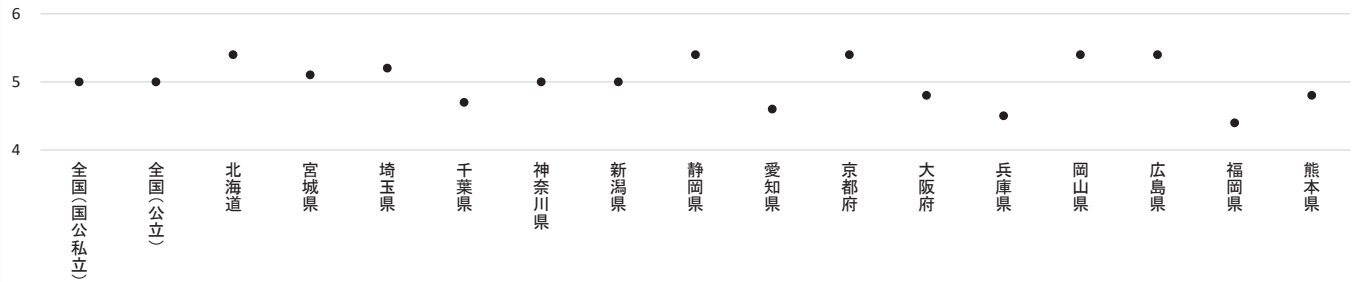 6
5
4
全国（国公私立）
全国（公立）
北海道
宮城県
埼玉県
千葉県
神奈川県
新潟県
静岡県
愛知県
京都府
大阪府
兵庫県
岡山県
広島県
福岡県
熊本県